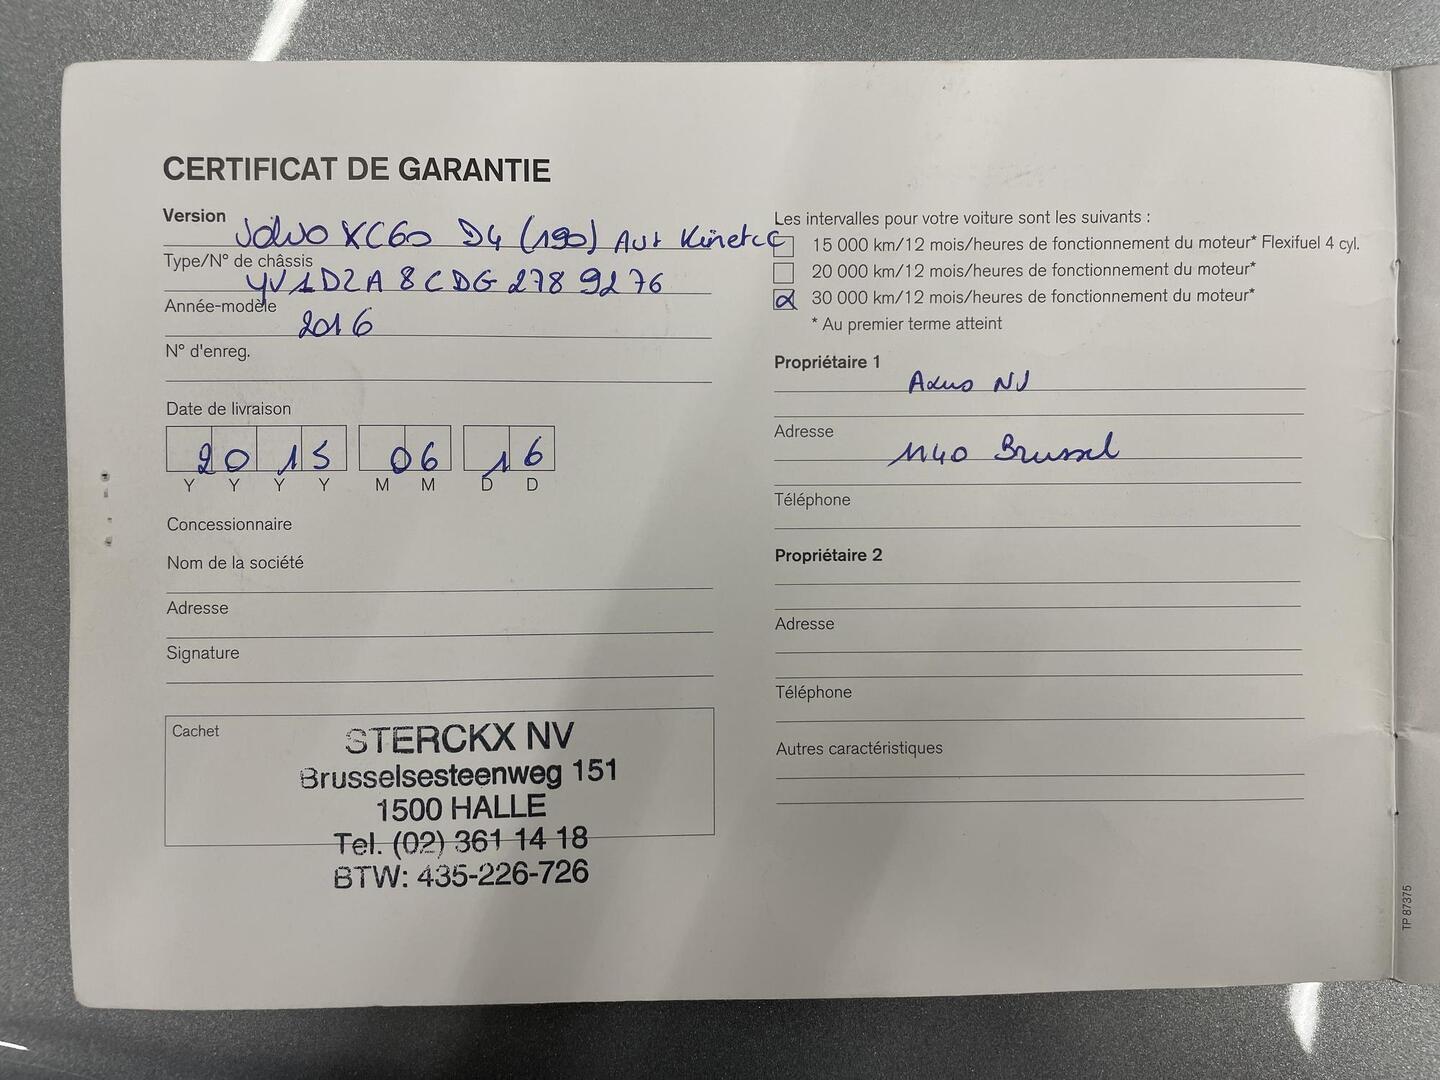 CERTIFICAT DE GARANTIE
Version Volvo XC60 D4 (190) Aut Kinetic
Type/N° de châssis
YV1DZA8CDG2789276
Année-modèle
2016
N° d'enreg.
Date de livraison
2015 06 16
Y Y Y Y M M D D
Concessionnaire
Nom de la société
Adresse
Signature
Cachet
STERCKX NV
Brusselsesteenweg 151
1500 HALLE
Tel. (02) 361 14 18
BTW: 435-226-726
Les intervalles pour votre voiture sont les suivants :
15 000 km/12 mois/heures de fonctionnement du moteur* Flexifuel 4 cyl.
20 000 km/12 mois/heures de fonctionnement du moteur*
30 000 km/12 mois/heures de fonctionnement du moteur*
* Au premier terme atteint
Propriétaire 1
NV
Adresse
1140 Brussel
Téléphone
Propriétaire 2
Adresse
Téléphone
Autres caractéristiques
TP 87375